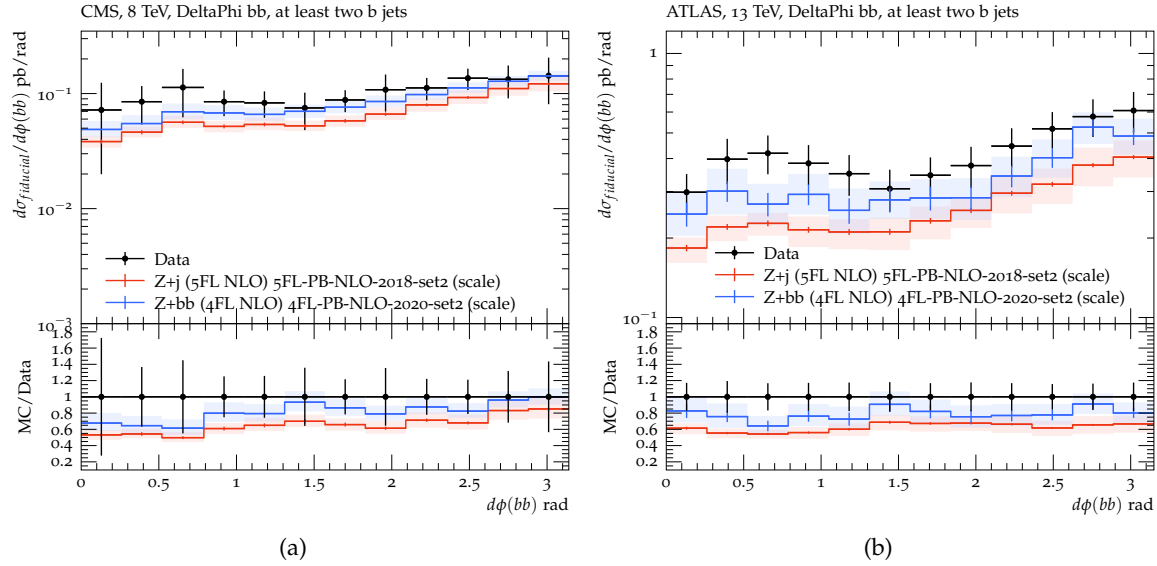 CMS, 8 TeV, DeltaPhi bb, at least two b jets
dσ_fiducial/dφ(bb) pb/rad
10⁻¹
10⁻²
10⁻³
Data
Z+j (5FL NLO) 5FL-PB-NLO-2018-set2 (scale)
Z+bb (4FL NLO) 4FL-PB-NLO-2020-set2 (scale)
MC/Data
1.8
1.6
1.4
1.2
1
0.8
0.6
0.4
0.2
0 0.5 1 1.5 2 2.5 3
dφ(bb) rad
(a)
ATLAS, 13 TeV, DeltaPhi bb, at least two b jets
dσ_fiducial/dφ(bb) pb/rad
1
10⁻¹
Data
Z+j (5FL NLO) 5FL-PB-NLO-2018-set2 (scale)
Z+bb (4FL NLO) 4FL-PB-NLO-2020-set2 (scale)
MC/Data
1.8
1.6
1.4
1.2
1
0.8
0.6
0.4
0.2
0 0.5 1 1.5 2 2.5 3
dφ(bb) rad
(b)